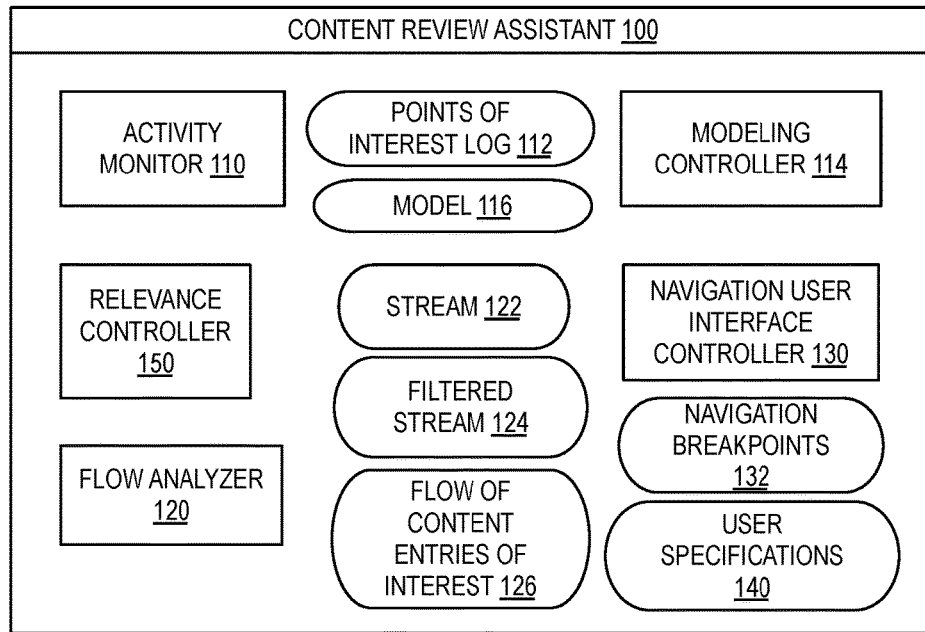 CONTENT REVIEW ASSISTANT 100
ACTIVITY
MONITOR 110
POINTS OF
INTEREST LOG 112
MODELING
CONTROLLER 114
MODEL 116
RELEVANCE
CONTROLLER
150
STREAM 122
NAVIGATION USER
INTERFACE
CONTROLLER 130
FILTERED
STREAM 124
NAVIGATION
BREAKPOINTS
132
FLOW ANALYZER
120
FLOW OF
CONTENT
ENTRIES OF
INTEREST 126
USER
SPECIFICATIONS
140